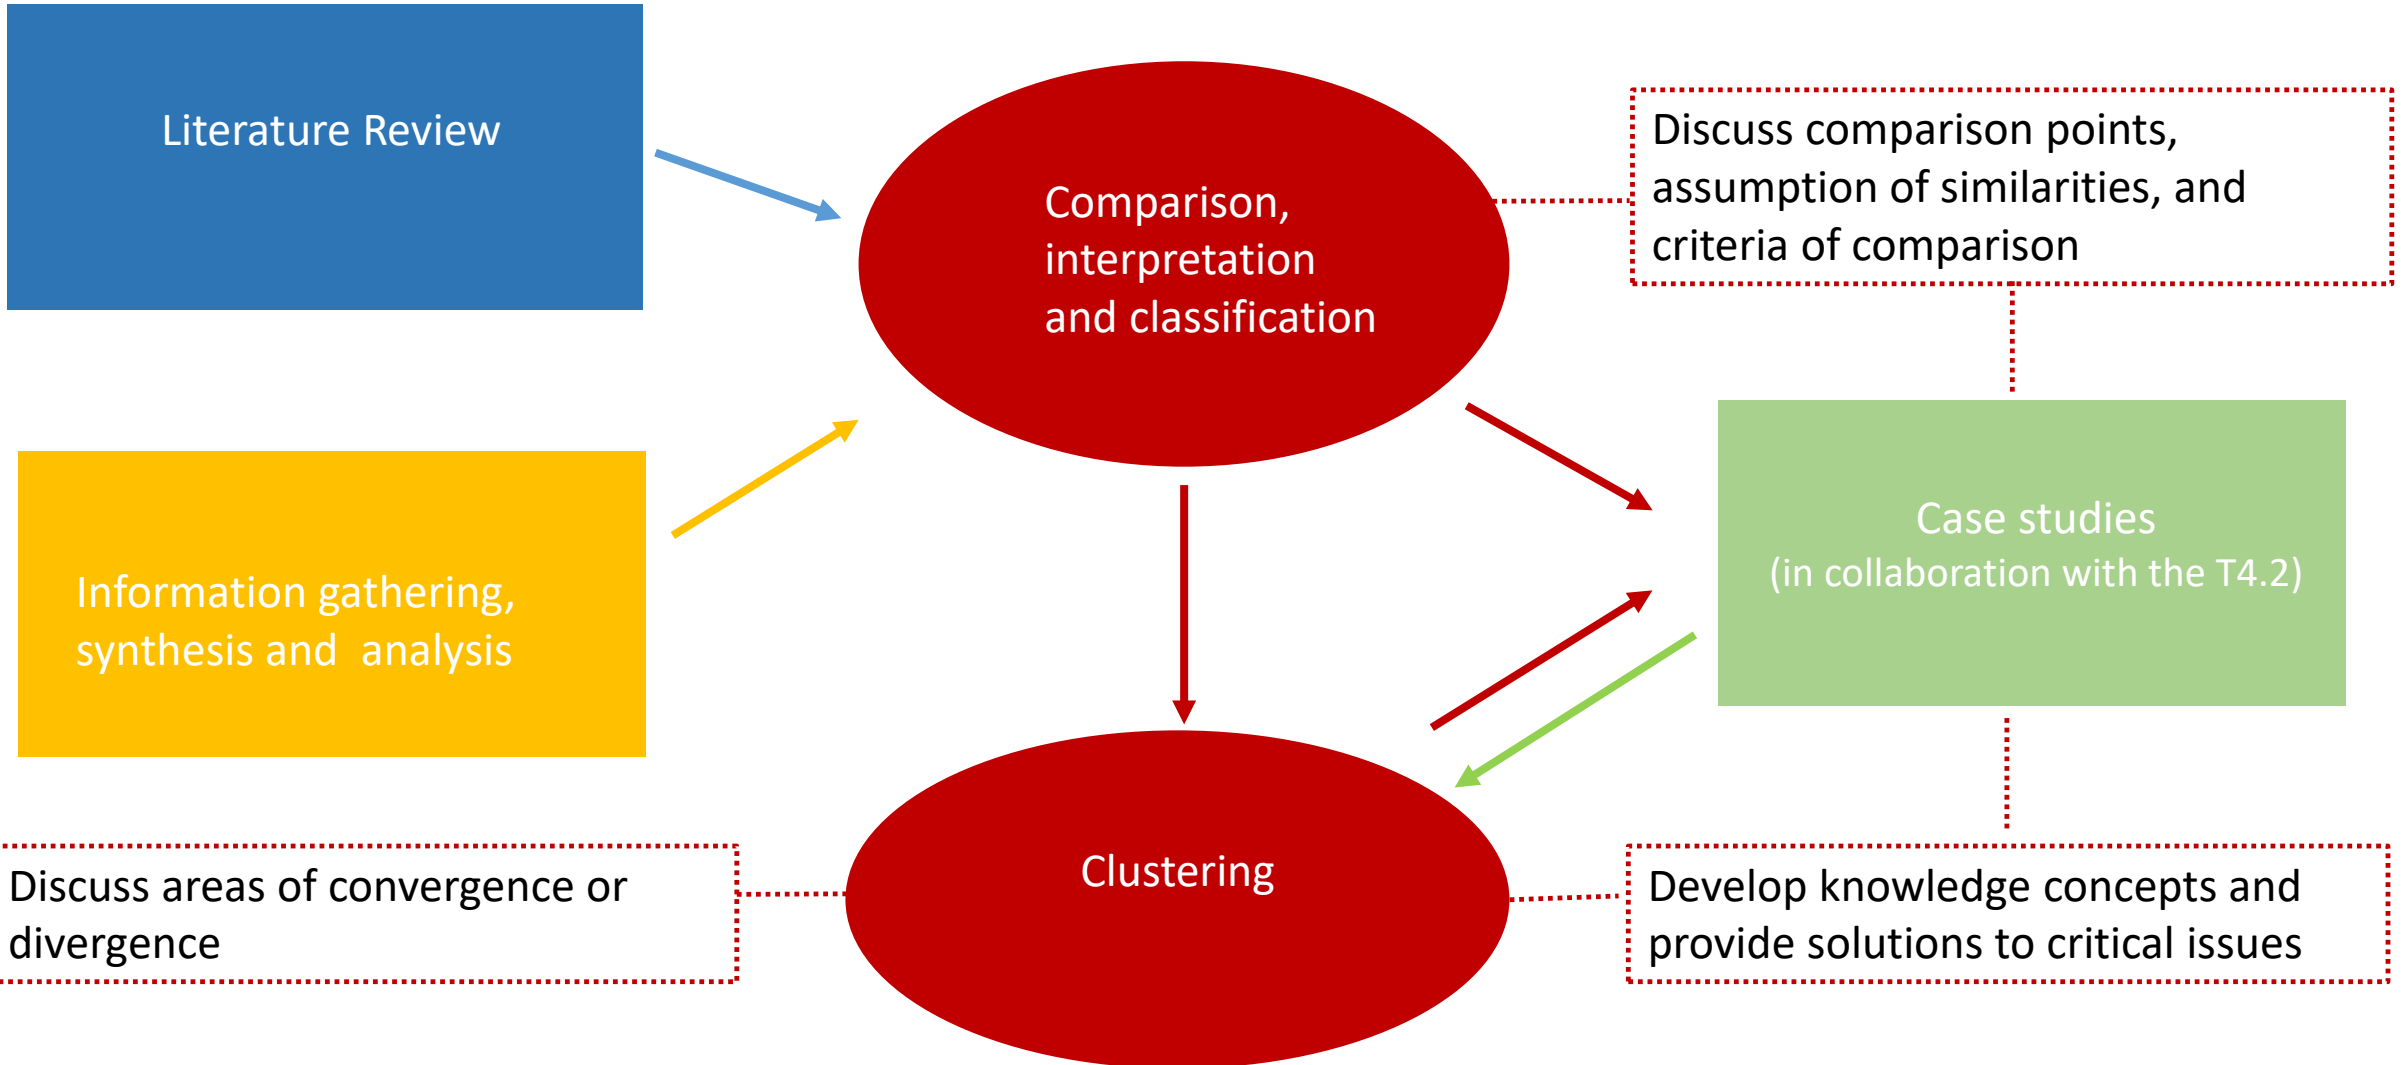 Literature Review
Comparison,
interpretation
and classification
Discuss comparison points,
assumption of similarities, and
criteria of comparison
Information gathering,
synthesis and  analysis
Case studies
(in collaboration with the T4.2)
Clustering
Discuss areas of convergence or
divergence
Develop knowledge concepts and
provide solutions to critical issues